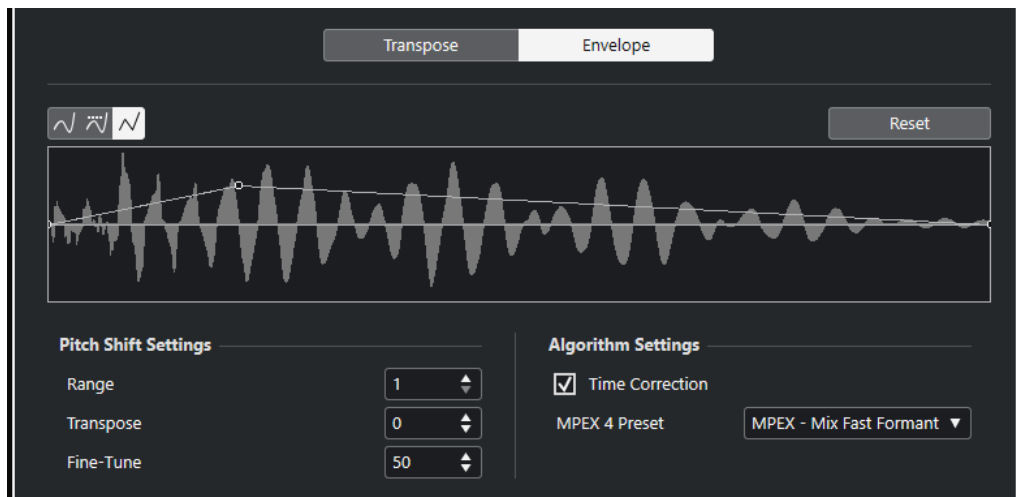 Transpose Envelope
Reset
Pitch Shift Settings
Range 1
Transpose 0
Fine-Tune 50
Algorithm Settings
Time Correction
MPEX 4 Preset MPEX - Mix Fast Formant